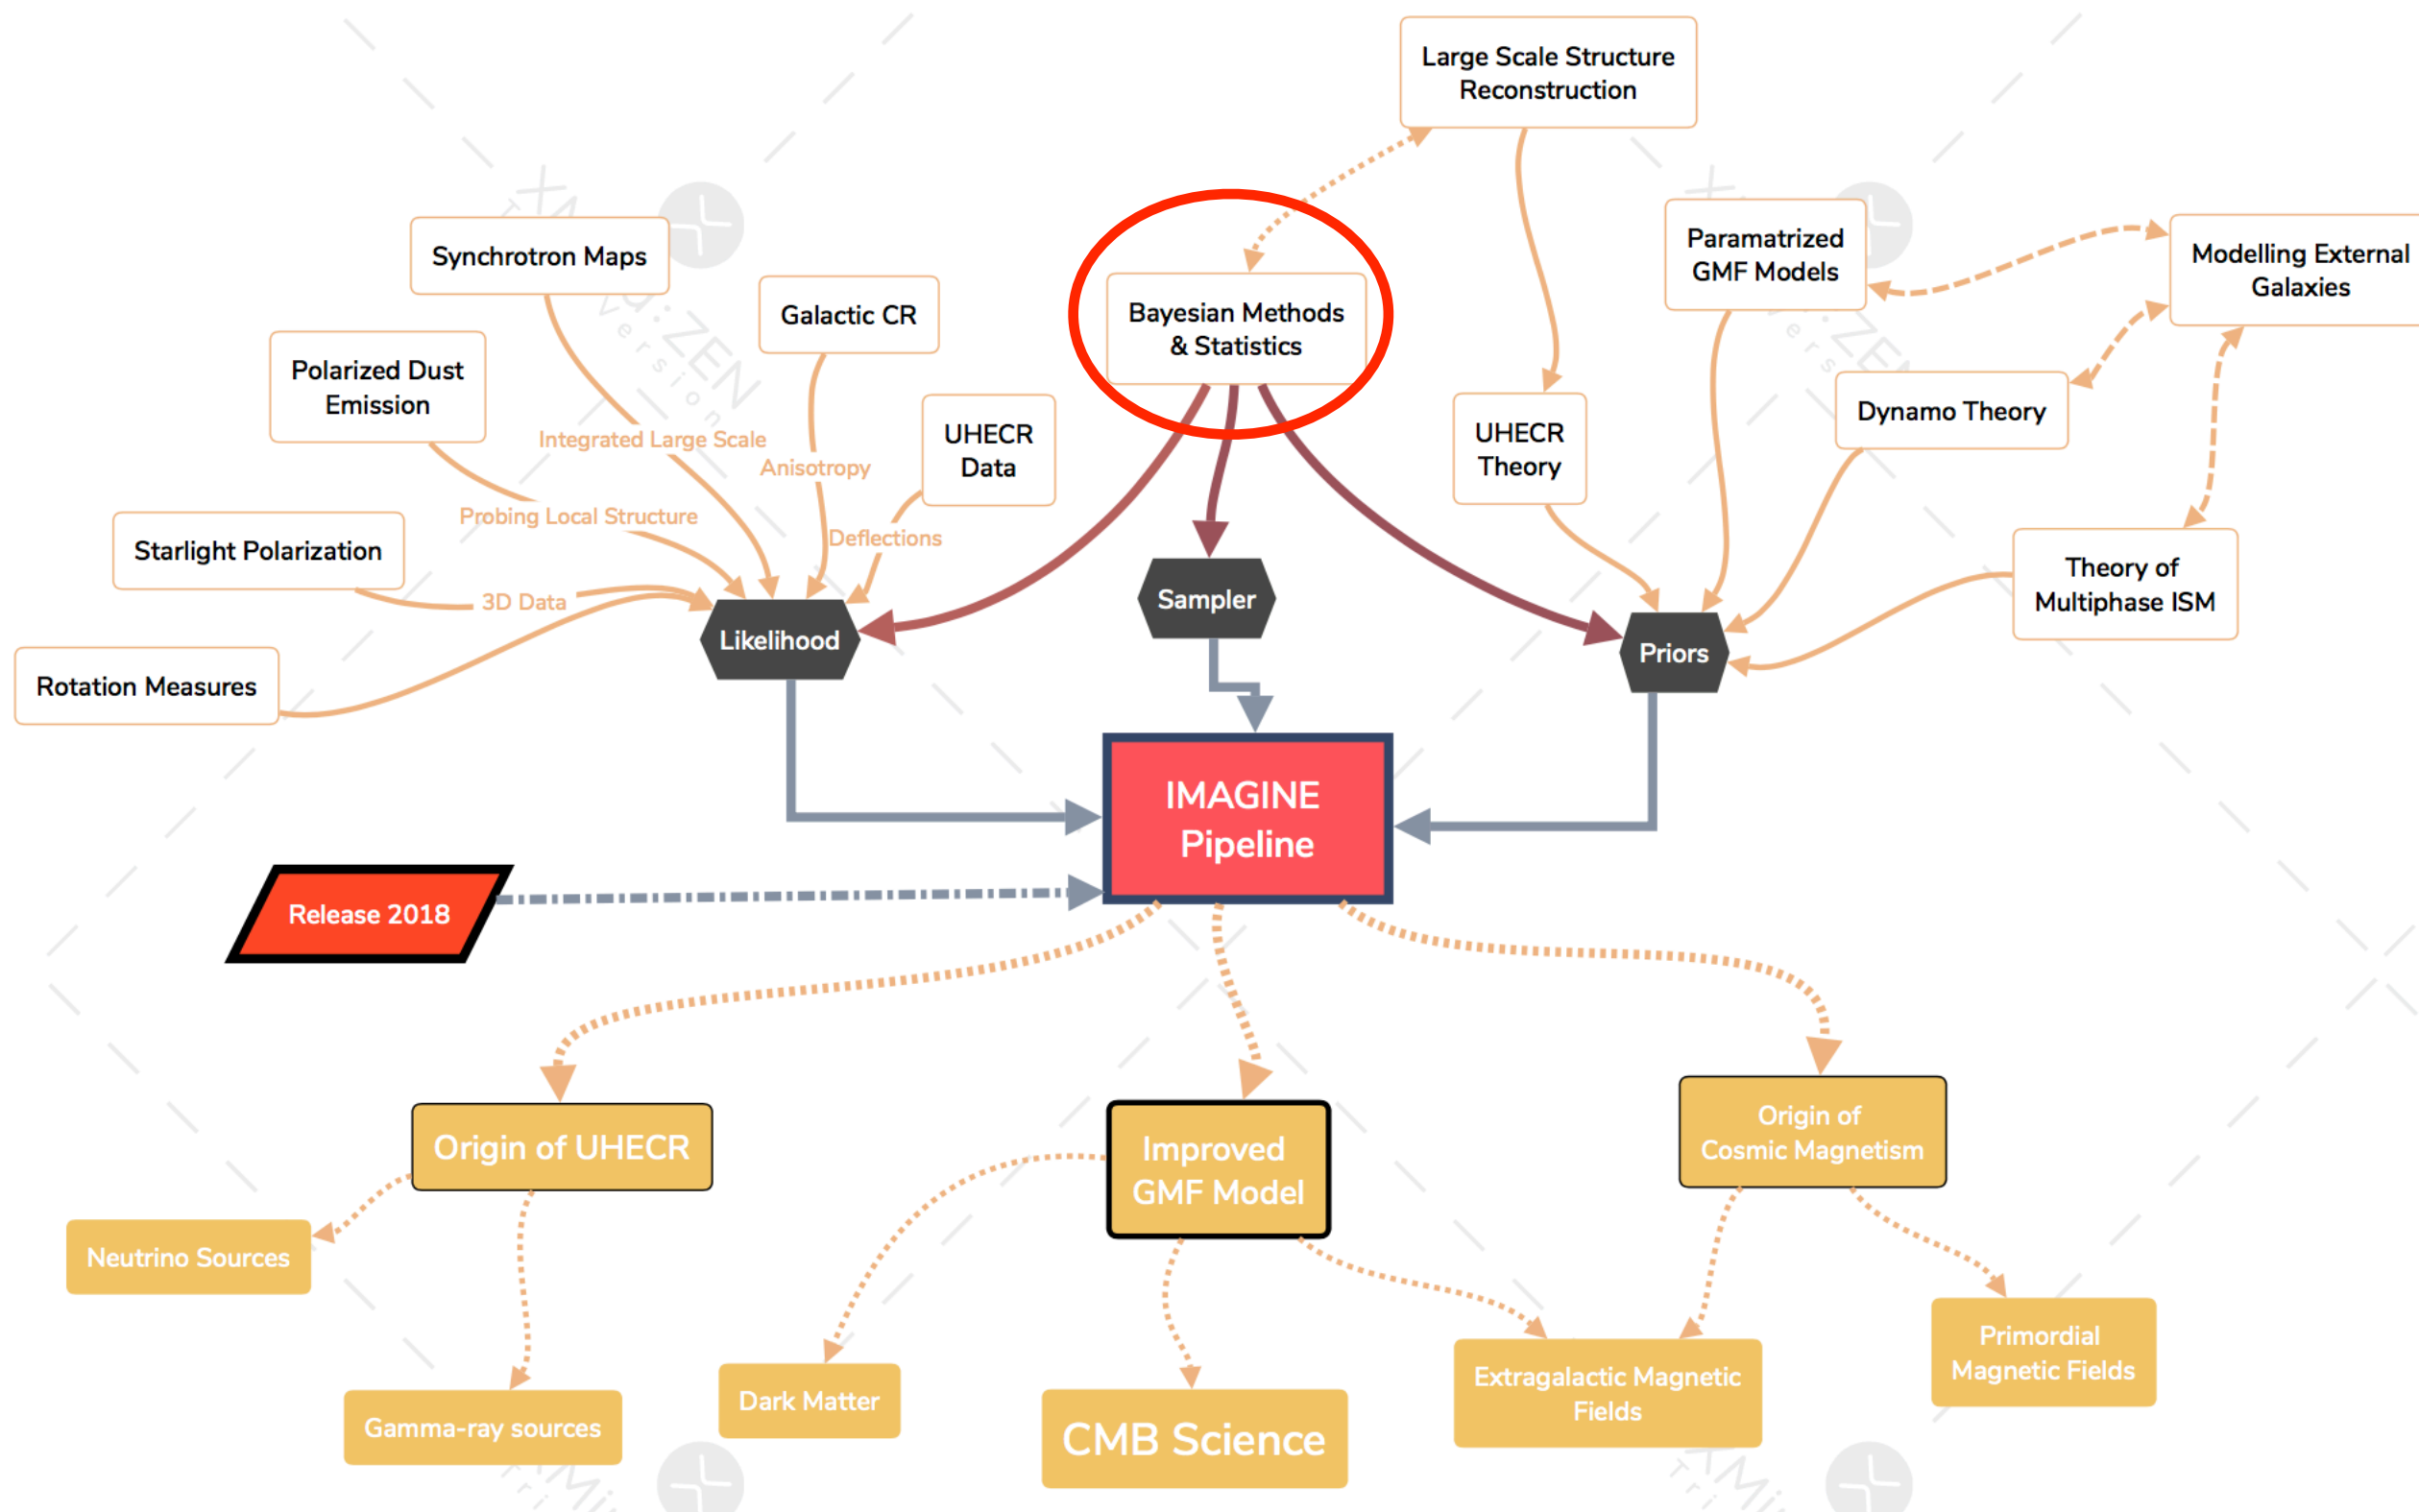 Large Scale Structure
Reconstruction
Synchrotron Maps
Galactic CR
Bayesian Methods
& Statistics
Paramatrized
GMF Models
Modelling External
Galaxies
Polarized Dust
Emission
UHECR
Data
UHECR
Theory
Dynamo Theory
Integrated Large Scale
Anisotropy
Probing Local Structure
Deflections
Starlight Polarization
3D Data
Theory of
Multiphase ISM
Rotation Measures
Likelihood
Sampler
Priors
IMAGINE
Pipeline
Release 2018
Origin of UHECR
Improved
GMF Model
Origin of
Cosmic Magnetism
Neutrino Sources
Gamma-ray sources
Dark Matter
CMB Science
Extragalactic Magnetic
Fields
Primordial
Magnetic Fields